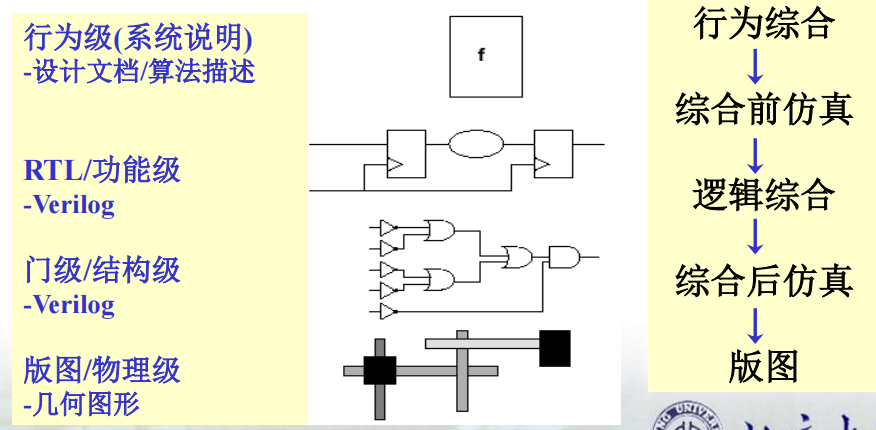 行为级(系统说明)
-设计文档/算法描述
RTL/功能级
-Verilog
门级/结构级
-Verilog
版图/物理级
-几何图形
f
行为综合
↓
综合前仿真
↓
逻辑综合
↓
综合后仿真
↓
版图